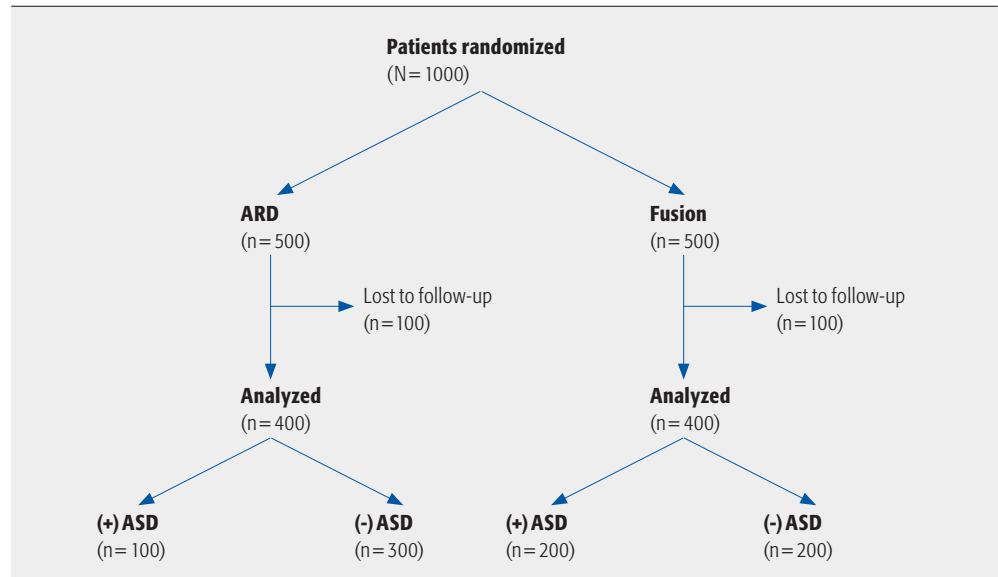 Patients randomized
(N = 1000)
ARD
(n = 500)
Fusion
(n = 500)
Lost to follow-up
(n = 100)
Lost to follow-up
(n = 100)
Analyzed
(n = 400)
Analyzed
(n = 400)
(+) ASD
(n = 100)
(-) ASD
(n = 300)
(+) ASD
(n = 200)
(-) ASD
(n = 200)